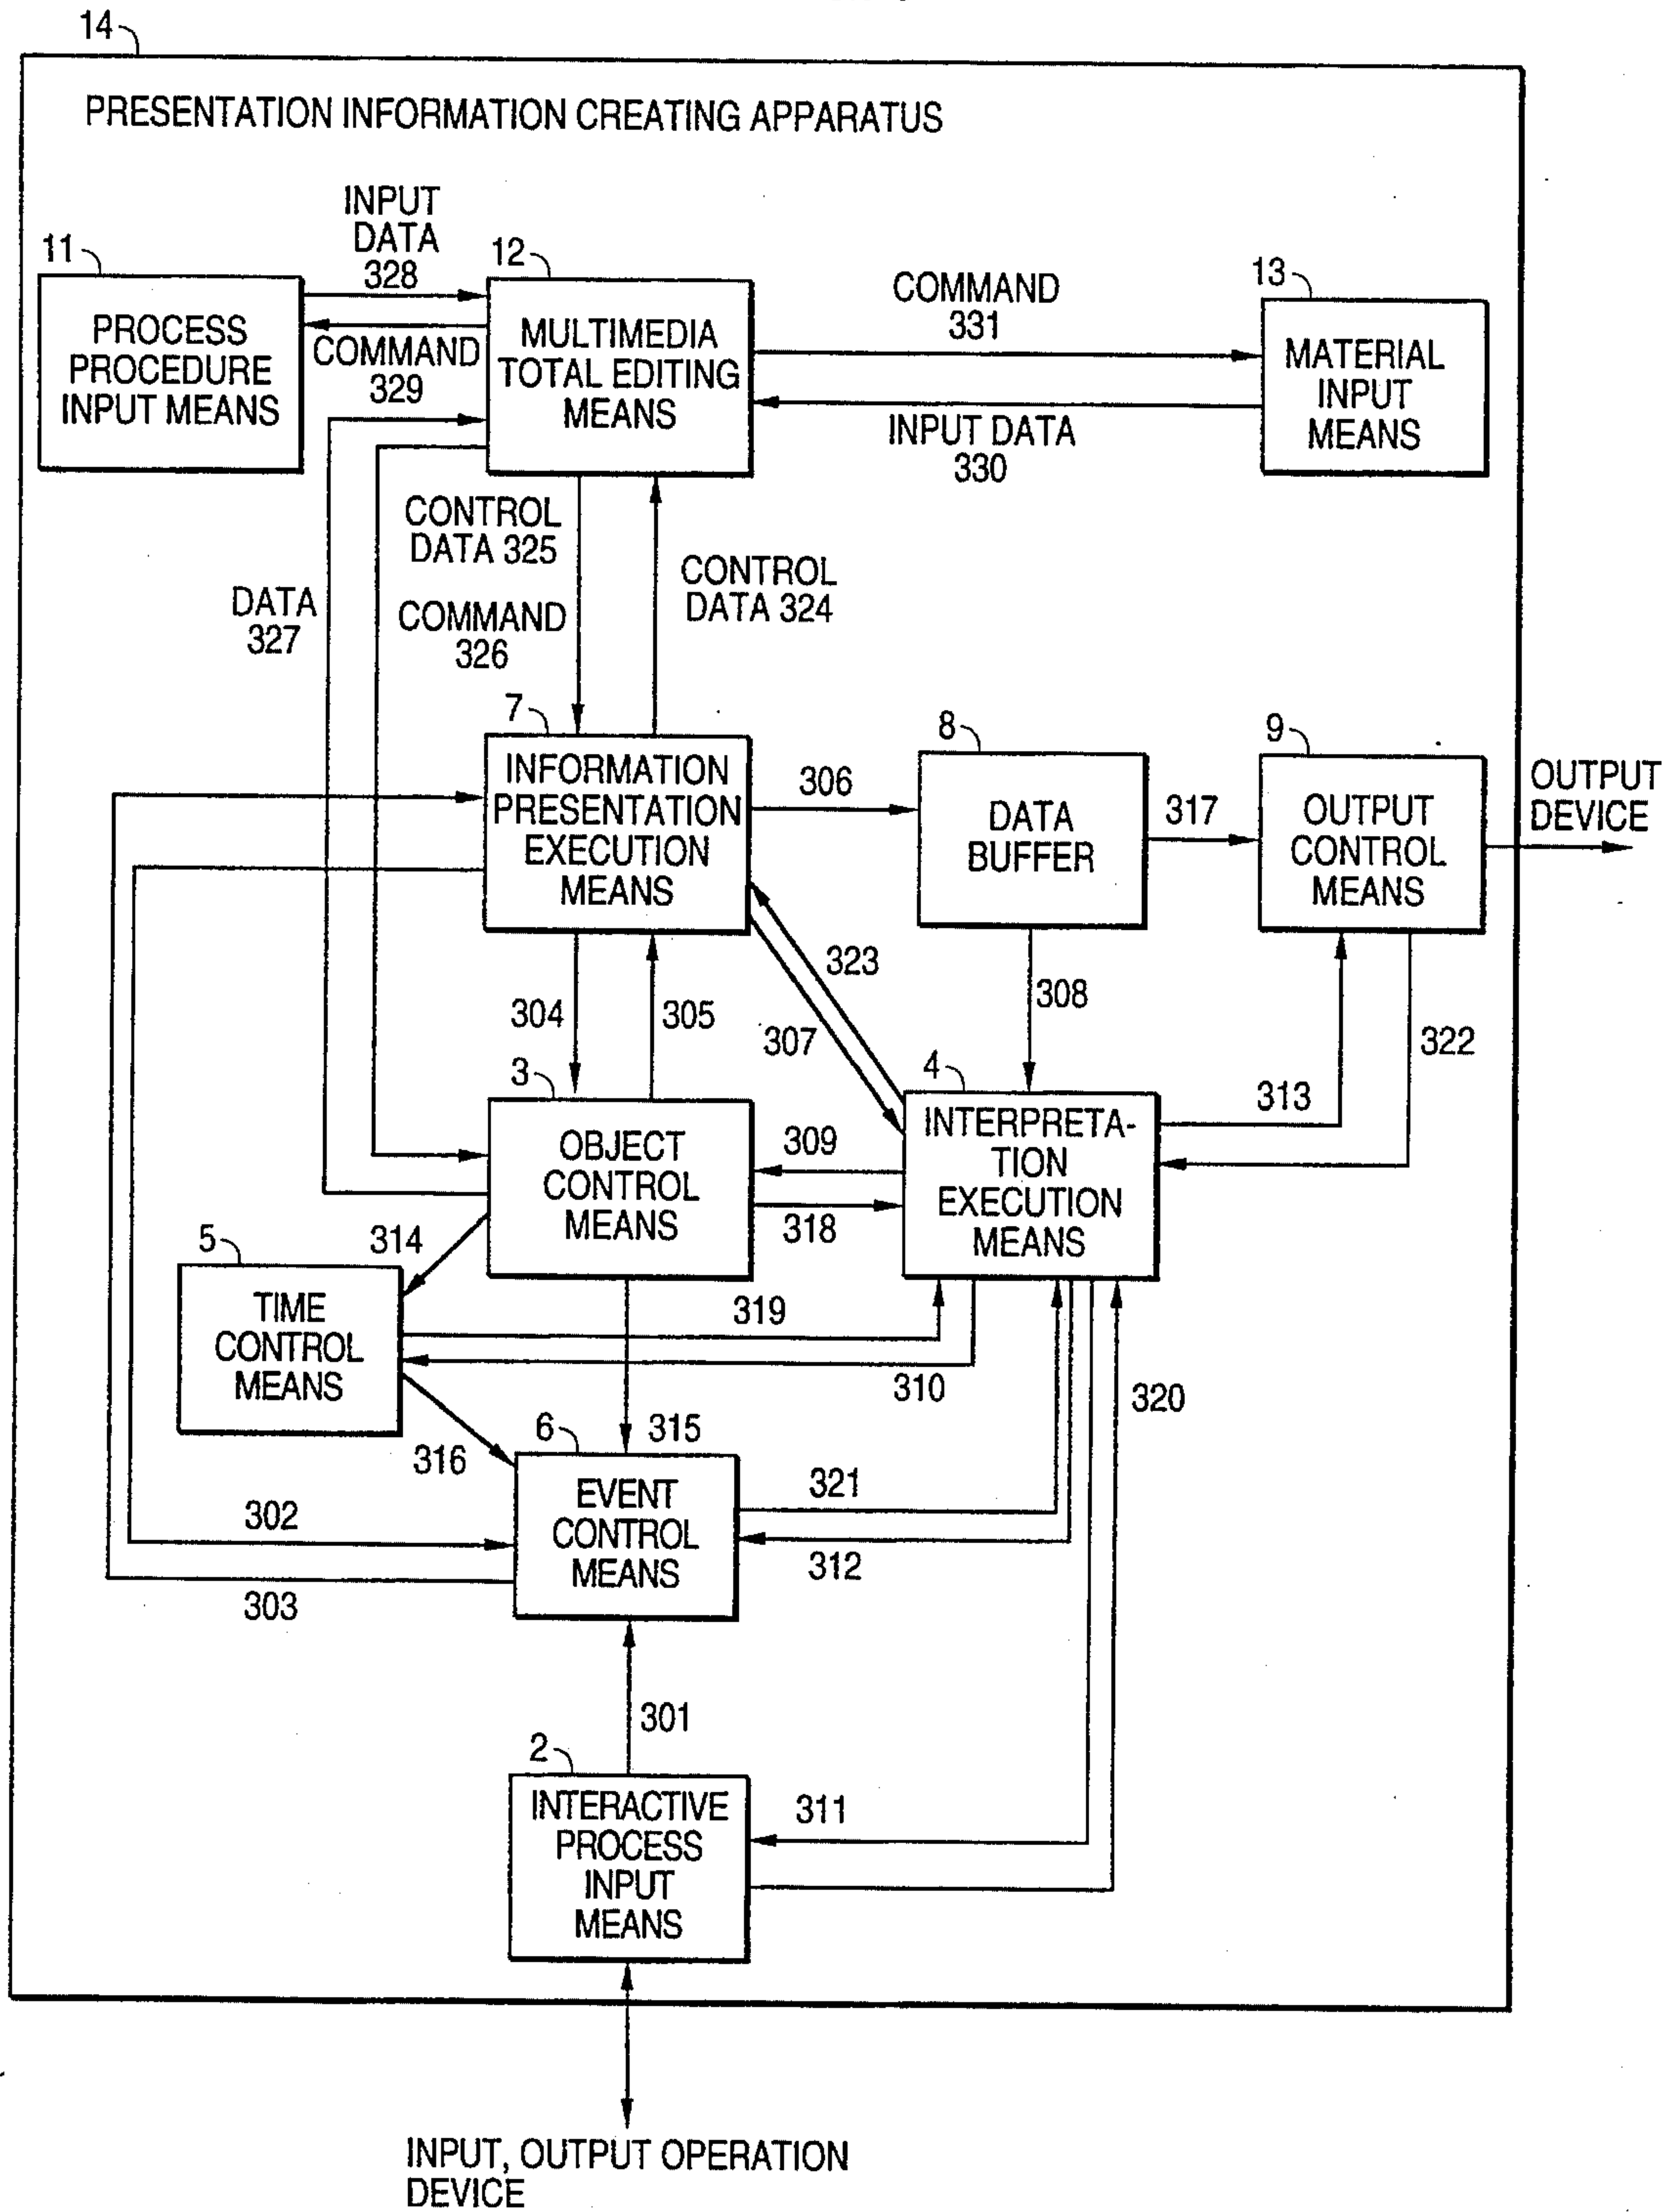 14
PRESENTATION INFORMATION CREATING APPARATUS
11
PROCESS
PROCEDURE
INPUT MEANS
INPUT
DATA
328
COMMAND
329
12
MULTIMEDIA
TOTAL EDITING
MEANS
COMMAND
331
INPUT DATA
330
13
MATERIAL
INPUT
MEANS
CONTROL
DATA 325
COMMAND
326
CONTROL
DATA 324
DATA
327
7
INFORMATION
PRESENTATION
EXECUTION
MEANS
306
8
DATA
BUFFER
317
9
OUTPUT
CONTROL
MEANS
OUTPUT
DEVICE
304
305
323
307
308
313
322
3
OBJECT
CONTROL
MEANS
309
318
4
INTERPRETA-
TION
EXECUTION
MEANS
314
5
TIME
CONTROL
MEANS
319
310
320
316
315
6
EVENT
CONTROL
MEANS
321
312
302
303
301
2
INTERACTIVE
PROCESS
INPUT
MEANS
311
INPUT, OUTPUT OPERATION
DEVICE